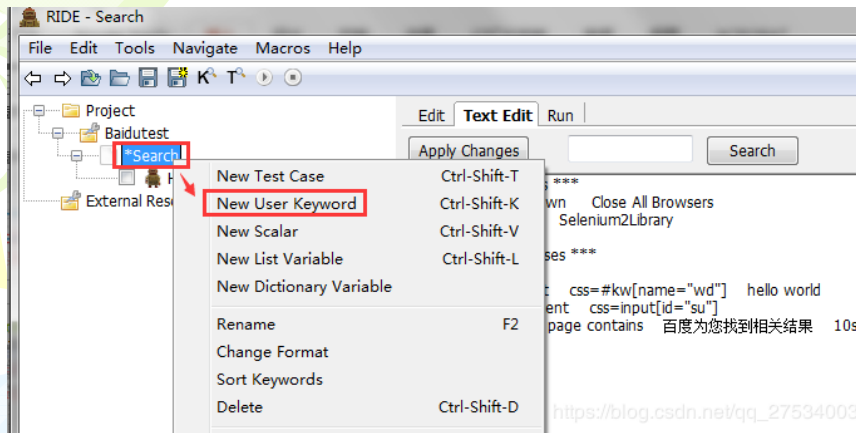 RIDE - Search
File Edit Tools Navigate Macros Help
Project
Baidutest
*Search
H
External Res
Edit Text Edit Run
Apply Changes
Search
***
wn Close All Browsers
Selenium2Library
ses ***
t css=#kw[name="wd"] hello world
ent css=input[id="su"]
page contains 百度为您找到相关结果 10s
New Test Case Ctrl-Shift-T
New User Keyword Ctrl-Shift-K
New Scalar Ctrl-Shift-V
New List Variable Ctrl-Shift-L
New Dictionary Variable
Rename F2
Change Format
Sort Keywords
Delete Ctrl-Shift-D
https://blog.csdn.net/qq_27534003